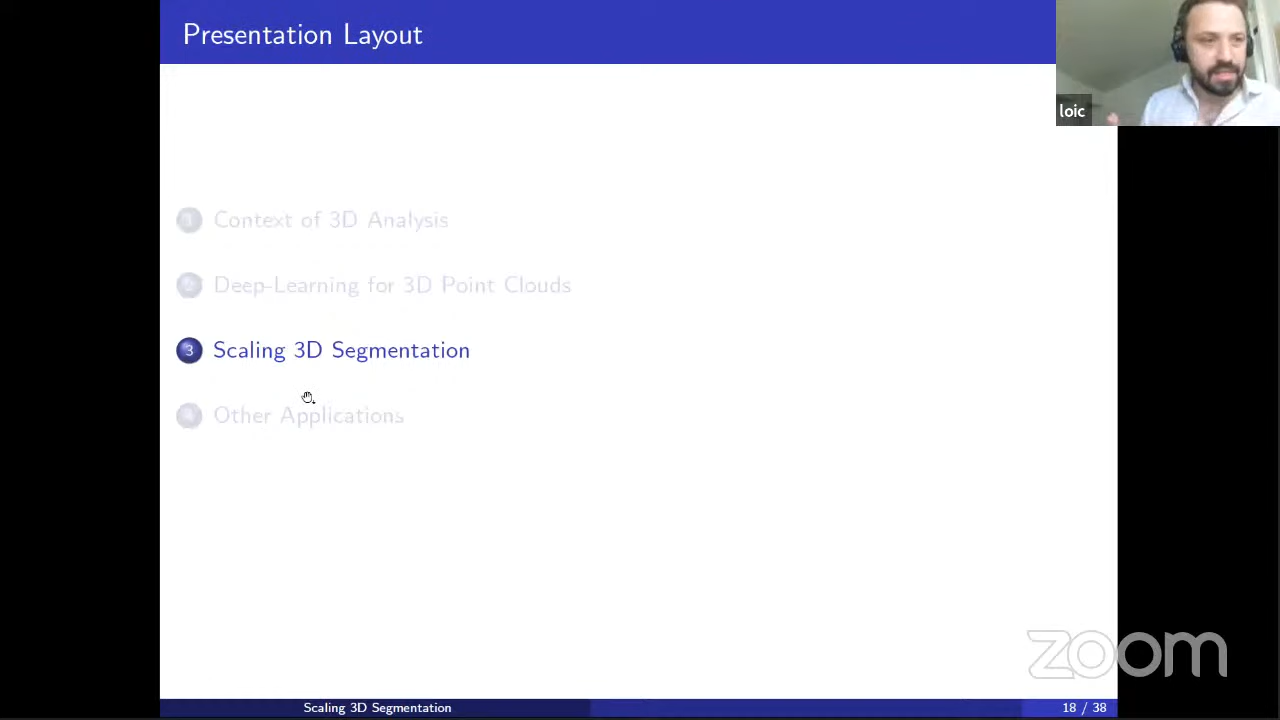 Presentation Layout
loic
1 Context of 3D Analysis
2 Deep-Learning for 3D Point Clouds
3 Scaling 3D Segmentation
4 Other Applications
zoom
Scaling 3D Segmentation
18 / 38